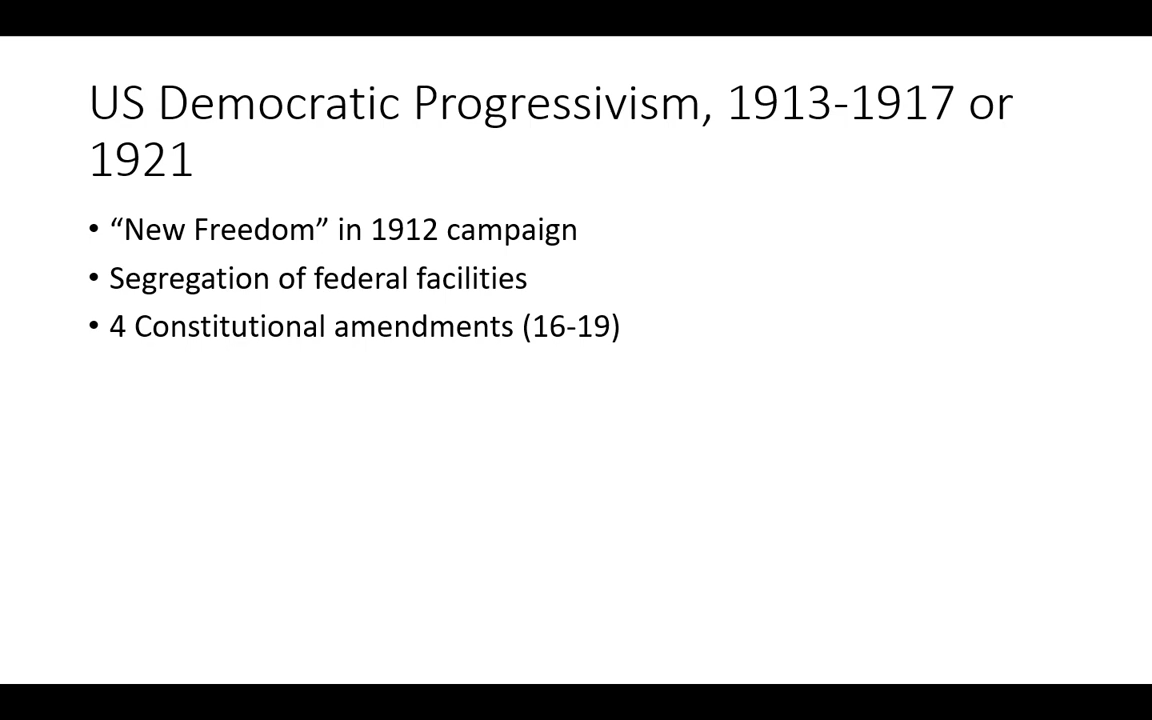 US Democratic Progressivism, 1913-1917 or
1921
• “New Freedom” in 1912 campaign
• Segregation of federal facilities
• 4 Constitutional amendments (16-19)